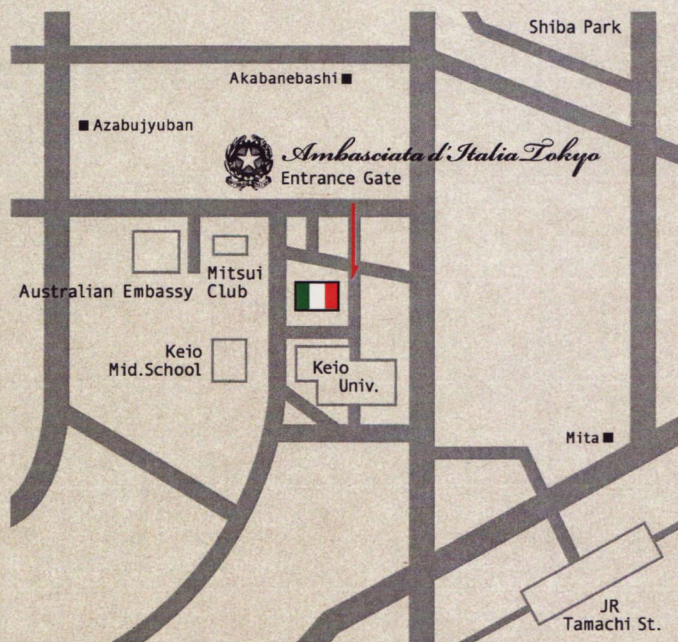 Shiba Park
Akabanebashi
Azabujyuban
Ambasciata d'Italia Tokyo
Entrance Gate
Australian Embassy
Mitsui
Club
Keio
Mid.School
Keio
Univ.
Mita
JR
Tamachi St.